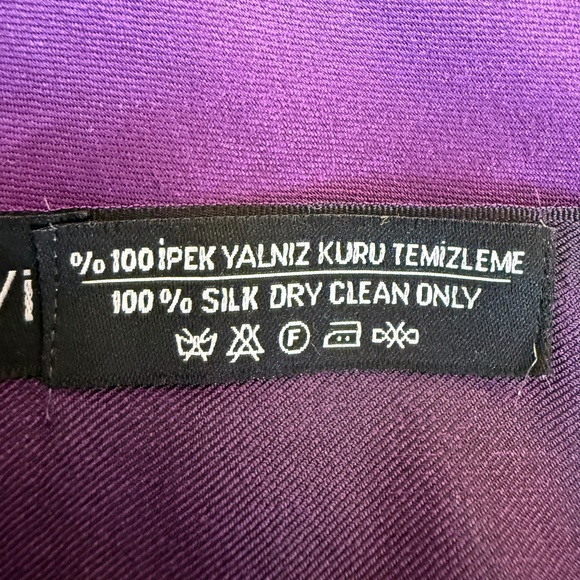 % 100 İPEK YALNIZ KURU TEMİZLEME
100 % SILK DRY CLEAN ONLY
F